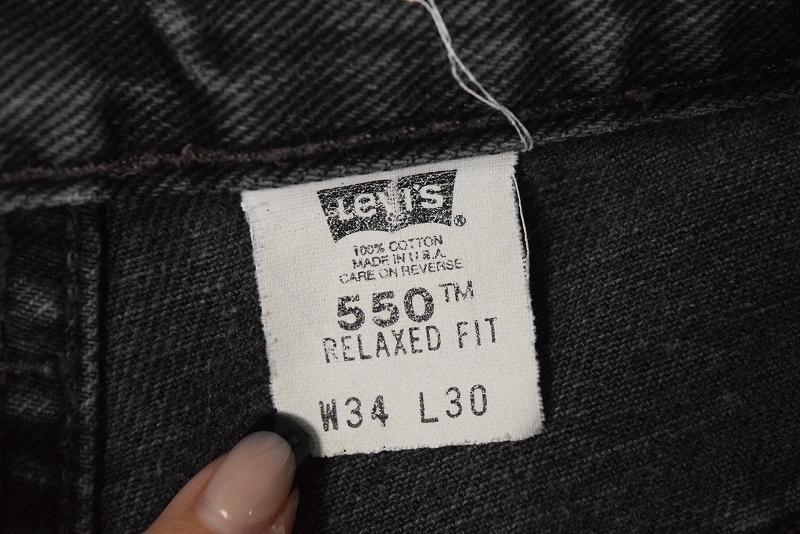 Levi's ®
100% COTTON
MADE IN U.S.A.
CARE ON REVERSE
550™
RELAXED FIT
W34 L30